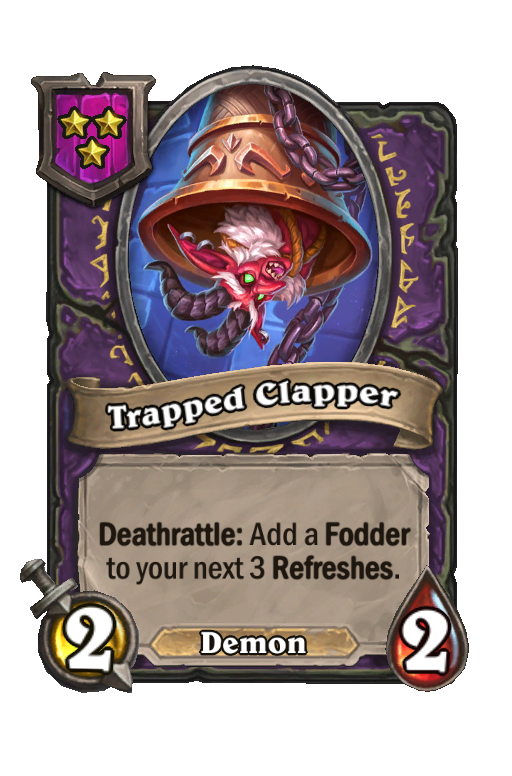 Trapped Clapper
Deathrattle: Add a Fodder
to your next 3 Refreshes.
2
Demon
2